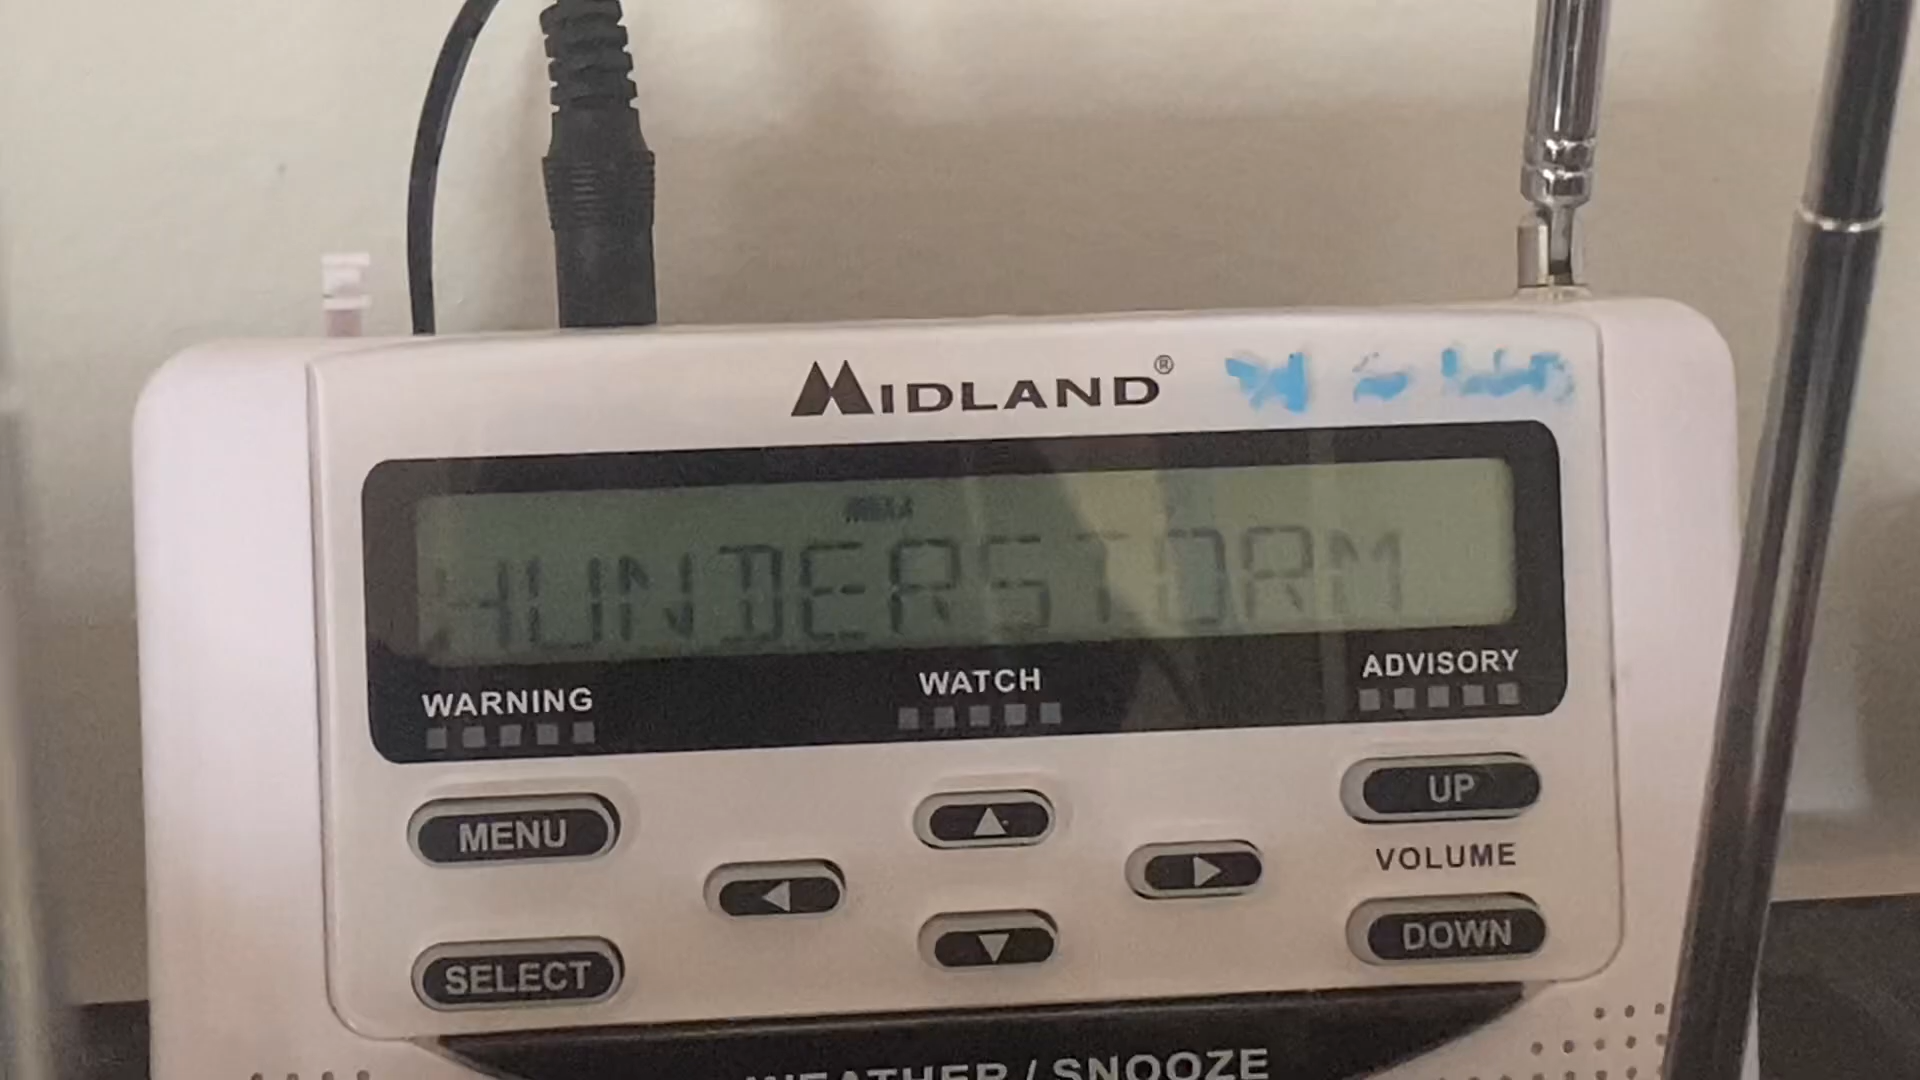 MIDLAND®
HUNDERSTORM
WARNING
WATCH
ADVISORY
MENU
UP
VOLUME
SELECT
DOWN
WEATHER / SNOOZE